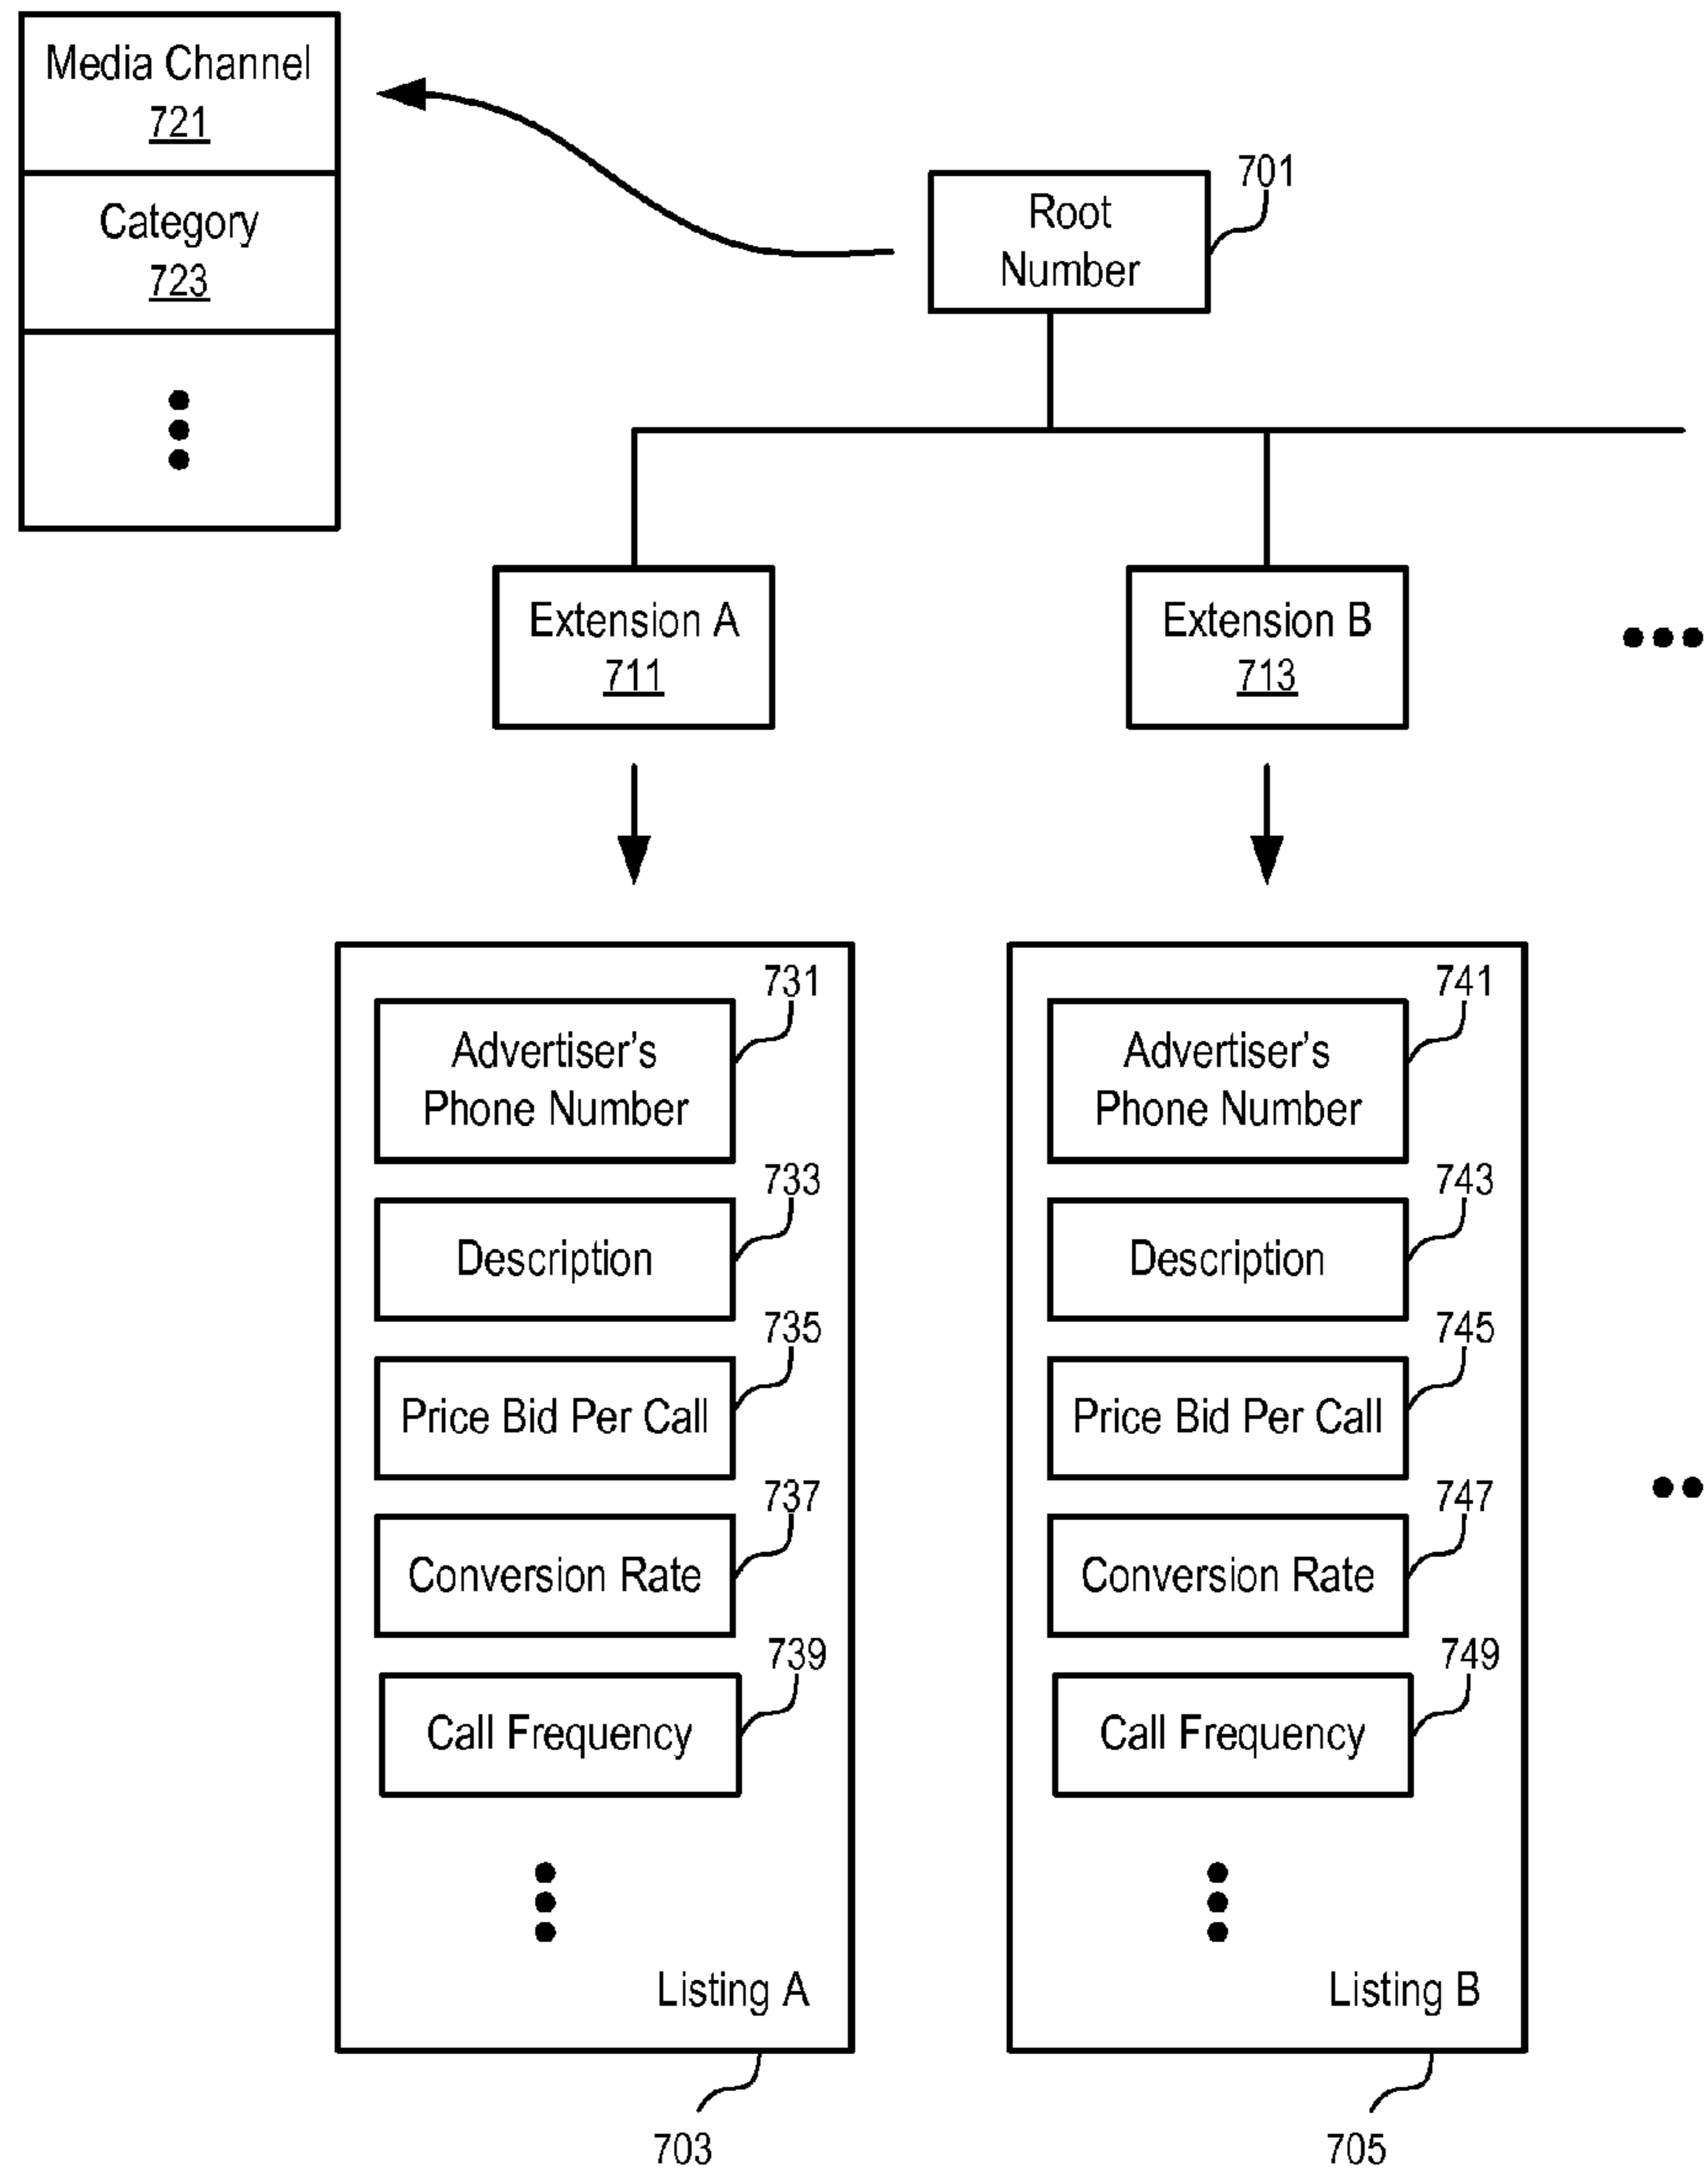 Media Channel
721
Category
723
701
Root
Number
Extension A
711
Extension B
713
731
Advertiser's
Phone Number
733
Description
735
Price Bid Per Call
737
Conversion Rate
739
Call Frequency
Listing A
703
741
Advertiser's
Phone Number
743
Description
745
Price Bid Per Call
747
Conversion Rate
749
Call Frequency
Listing B
705